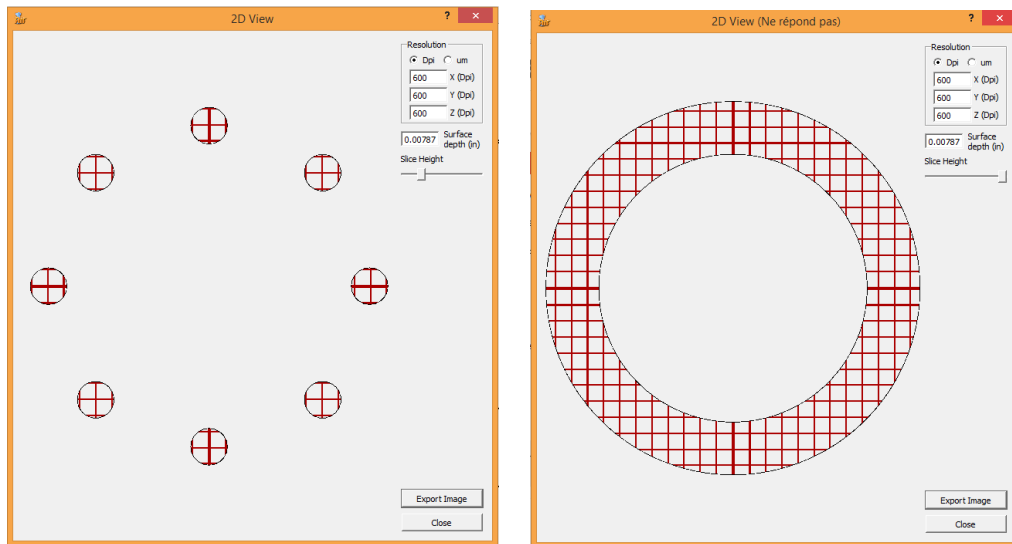 2D View
?
×
Resolution
Dpi
um
600 X (Dpi)
600 Y (Dpi)
600 Z (Dpi)
0.00787 Surface
depth (in)
Slice Height
Export Image
Close
2D View (Ne répond pas)
?
×
Resolution
Dpi
um
600 X (Dpi)
600 Y (Dpi)
600 Z (Dpi)
0.00787 Surface
depth (in)
Slice Height
Export Image
Close